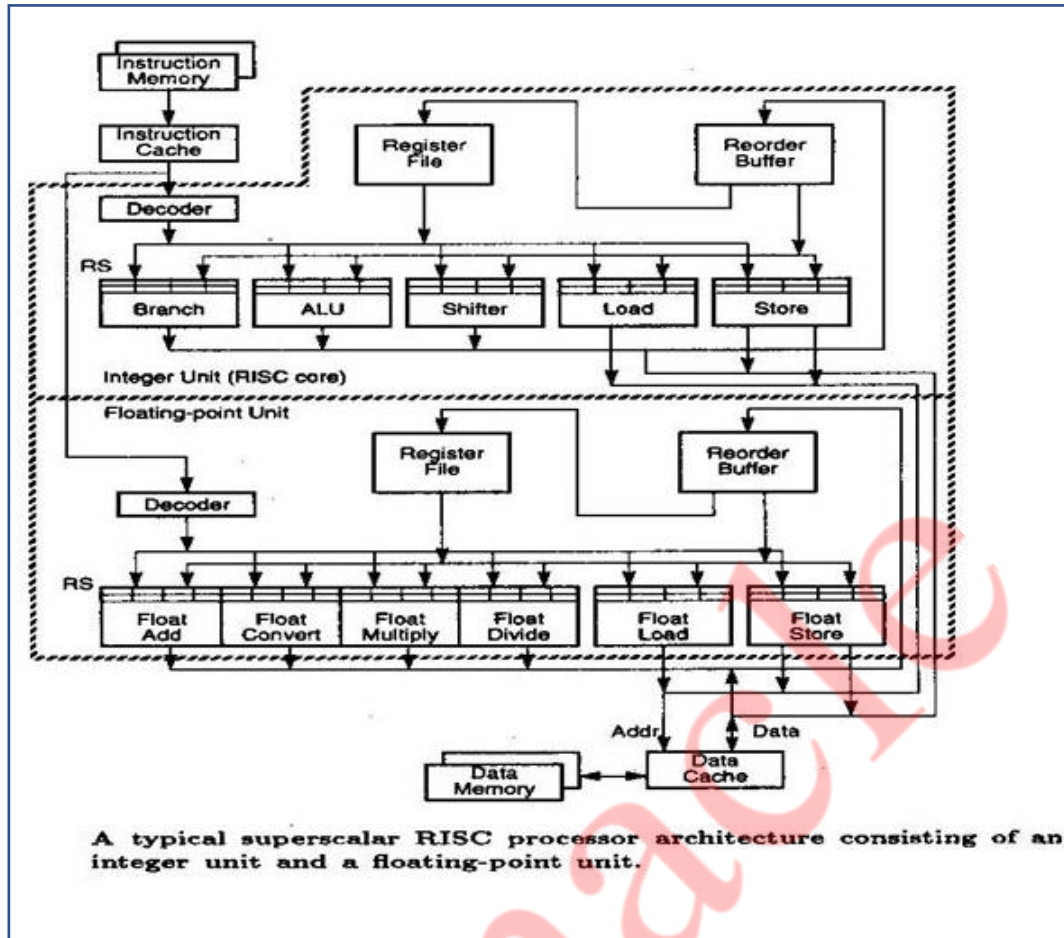 Instruction
Memory
Instruction
Cache
Register
File
Reorder
Buffer
Decoder
RS
Branch
ALU
Shifter
Load
Store
Integer Unit (RISC core)
Floating-point Unit
Register
File
Reorder
Buffer
Decoder
RS
Float
Add
Float
Convert
Float
Multiply
Float
Divide
Float
Load
Float
Store
Addr
Data
Data
Memory
Data
Cache
A typical superscalar RISC processor architecture consisting of an
integer unit and a floating-point unit.
acle